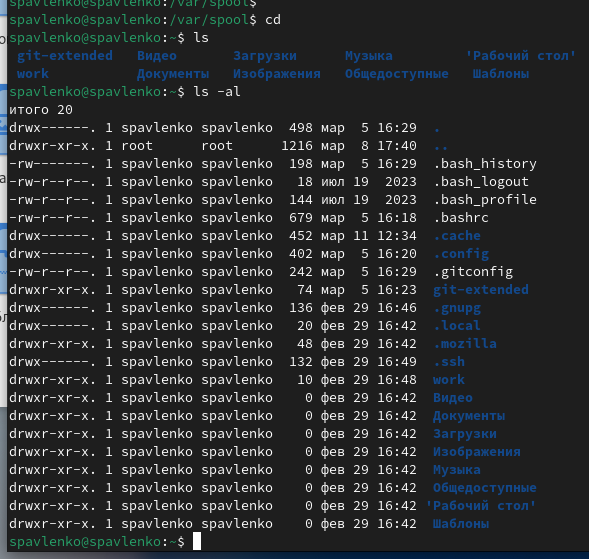 spavlenko@spavlenko:/var/spool$
spavlenko@spavlenko:/var/spool$ cd
spavlenko@spavlenko:~$ ls
git-extended Видео Загрузки Музыка 'Рабочий стол'
work Документы Изображения Общедоступные Шаблоны
spavlenko@spavlenko:~$ ls -al
итого 20
drwx------. 1 spavlenko spavlenko 498 мар 5 16:29 .
drwxr-xr-x. 1 root root 1216 мар 8 17:40 ..
-rw-------. 1 spavlenko spavlenko 198 мар 5 16:29 .bash_history
-rw-r--r--. 1 spavlenko spavlenko 18 июл 19 2023 .bash_logout
-rw-r--r--. 1 spavlenko spavlenko 144 июл 19 2023 .bash_profile
-rw-r--r--. 1 spavlenko spavlenko 679 мар 5 16:18 .bashrc
drwx------. 1 spavlenko spavlenko 452 мар 11 12:34 .cache
drwx------. 1 spavlenko spavlenko 402 мар 5 16:20 .config
-rw-r--r--. 1 spavlenko spavlenko 242 мар 5 16:29 .gitconfig
drwxr-xr-x. 1 spavlenko spavlenko 74 мар 5 16:23 git-extended
drwx------. 1 spavlenko spavlenko 136 фев 29 16:46 .gnupg
drwx------. 1 spavlenko spavlenko 20 фев 29 16:42 .local
drwxr-xr-x. 1 spavlenko spavlenko 48 фев 29 16:42 .mozilla
drwx------. 1 spavlenko spavlenko 132 фев 29 16:49 .ssh
drwxr-xr-x. 1 spavlenko spavlenko 10 фев 29 16:48 work
drwxr-xr-x. 1 spavlenko spavlenko 0 фев 29 16:42 Видео
drwxr-xr-x. 1 spavlenko spavlenko 0 фев 29 16:42 Документы
drwxr-xr-x. 1 spavlenko spavlenko 0 фев 29 16:42 Загрузки
drwxr-xr-x. 1 spavlenko spavlenko 0 фев 29 16:42 Изображения
drwxr-xr-x. 1 spavlenko spavlenko 0 фев 29 16:42 Музыка
drwxr-xr-x. 1 spavlenko spavlenko 0 фев 29 16:42 Общедоступные
drwxr-xr-x. 1 spavlenko spavlenko 0 фев 29 16:42 'Рабочий стол'
drwxr-xr-x. 1 spavlenko spavlenko 0 фев 29 16:42 Шаблоны
spavlenko@spavlenko:~$